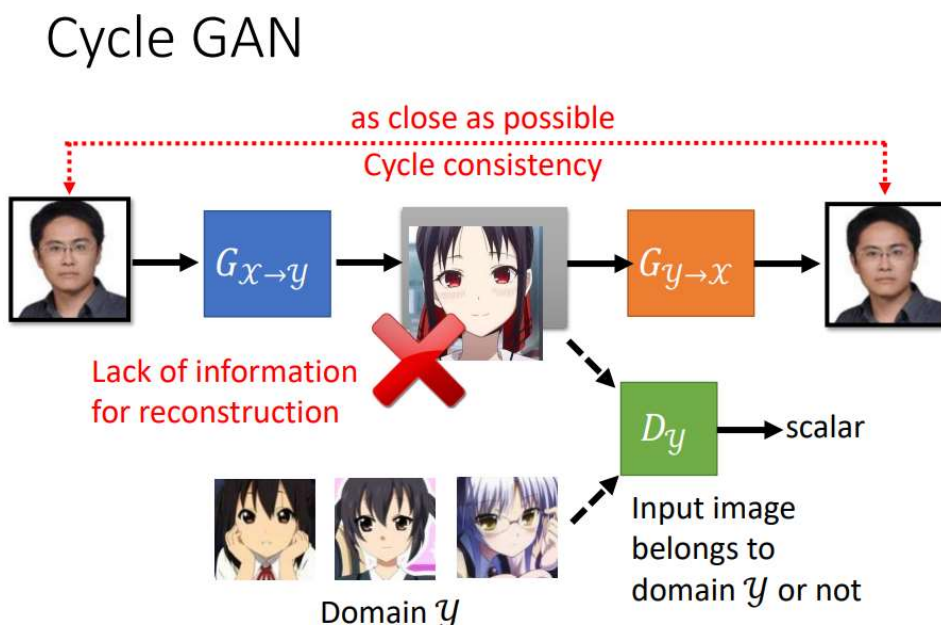 Cycle GAN
as close as possible
Cycle consistency
G𝒳→𝒴
G𝒴→𝒳
Lack of information
for reconstruction
D𝒴
scalar
Input image
belongs to
domain 𝒴 or not
Domain 𝒴